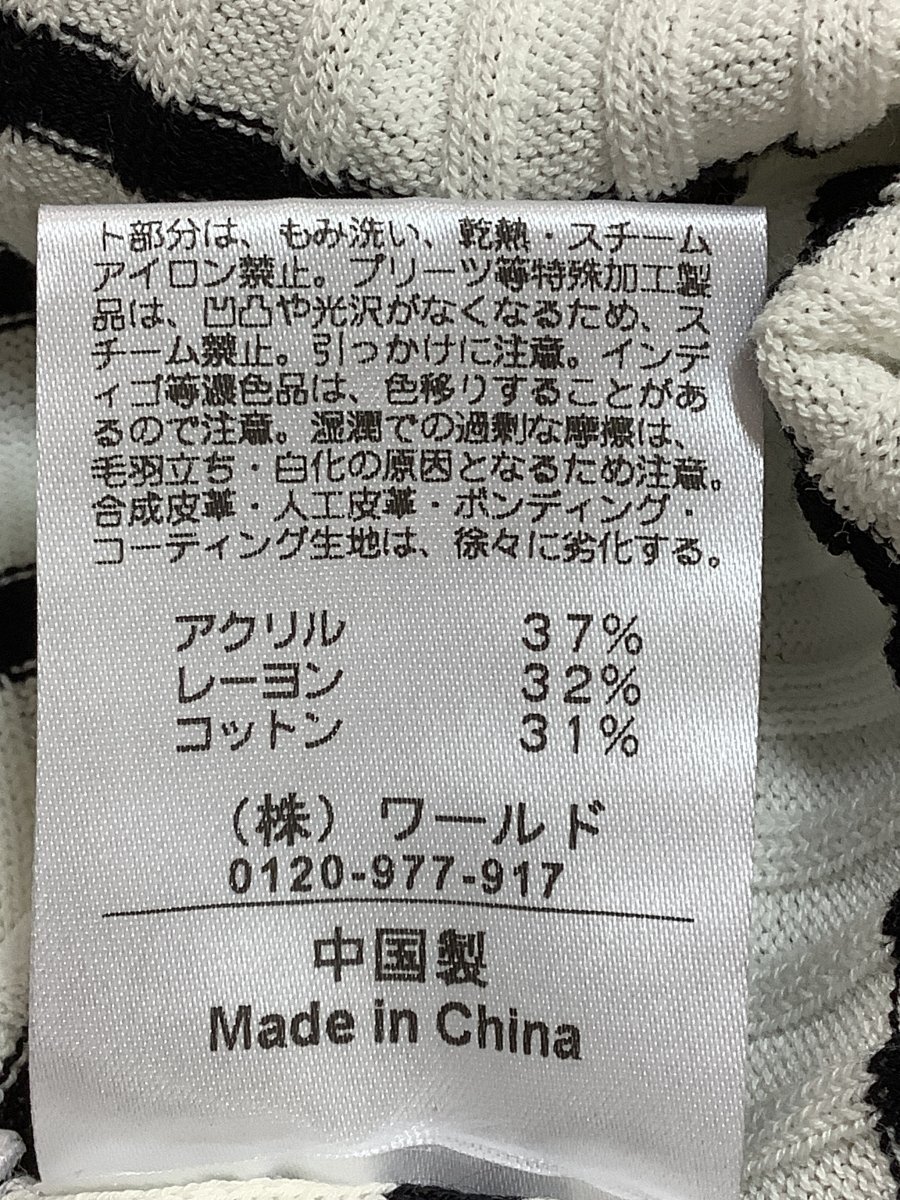 ト部分は、もみ洗い、乾熱・スチーム
アイロン禁止。プリーツ等特殊加工製
品は、凹凸や光沢がなくなるため、ス
チーム禁止。引っかけに注意。インデ
ィゴ等濃色品は、色移りすることがあ
るので注意。湿潤での過剰な摩擦は、
毛羽立ち・白化の原因となるため注意。
合成皮革・人工皮革・ボンディング・
コーティング生地は、徐々に劣化する。
アクリル 37%
レーヨン 32%
コットン 31%
（株）ワールド
0120-977-917
中国製
Made in China